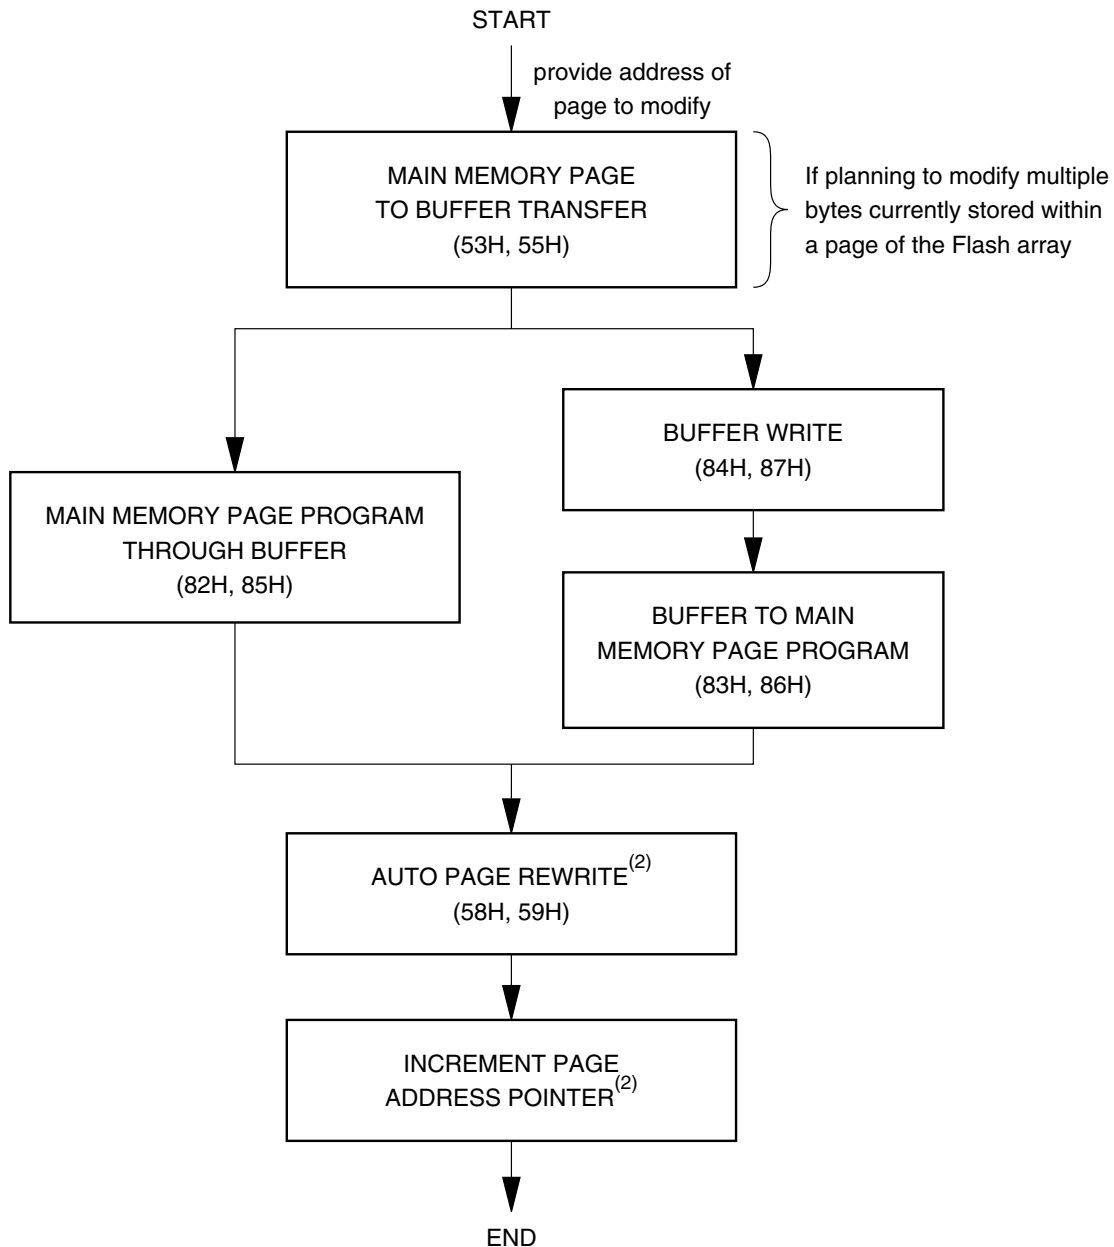 START
provide address of
page to modify
MAIN MEMORY PAGE
TO BUFFER TRANSFER
(53H, 55H)
If planning to modify multiple
bytes currently stored within
a page of the Flash array
BUFFER WRITE
(84H, 87H)
MAIN MEMORY PAGE PROGRAM
THROUGH BUFFER
(82H, 85H)
BUFFER TO MAIN
MEMORY PAGE PROGRAM
(83H, 86H)
AUTO PAGE REWRITE(2)
(58H, 59H)
INCREMENT PAGE
ADDRESS POINTER(2)
END